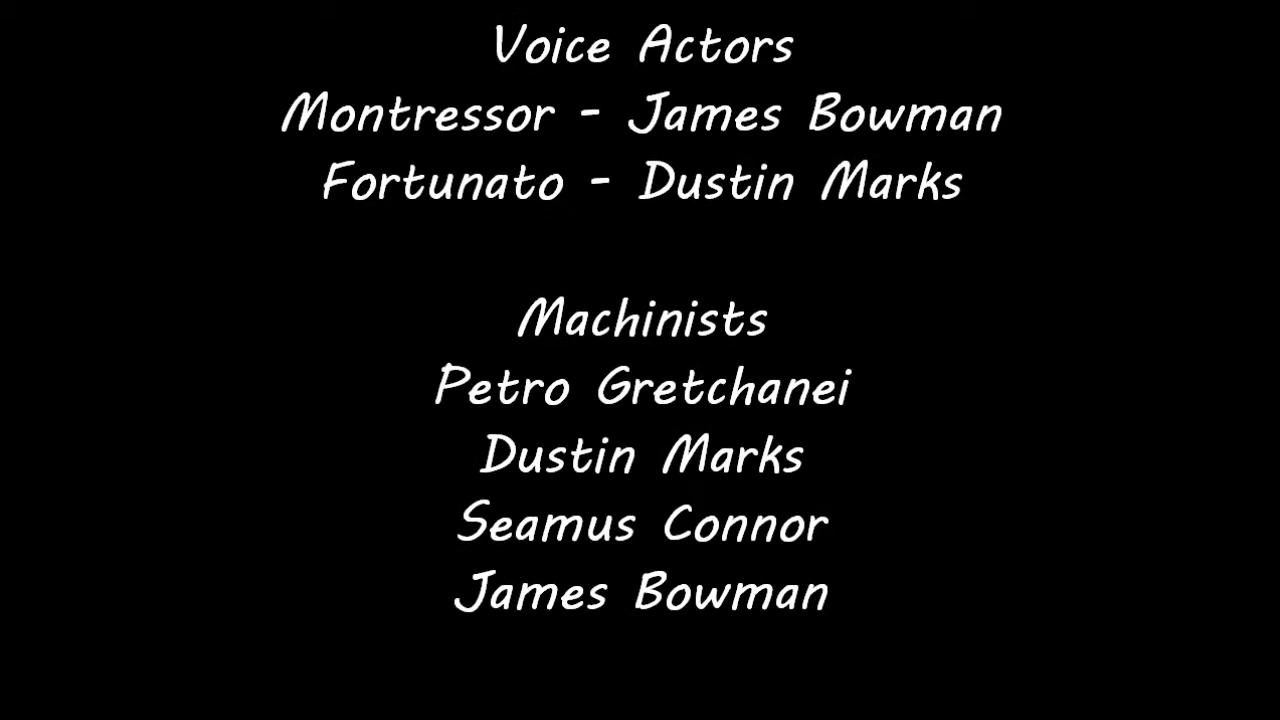 Voice Actors
Montressor - James Bowman
Fortunato - Dustin Marks
Machinists
Petro Gretchanei
Dustin Marks
Seamus Connor
James Bowman